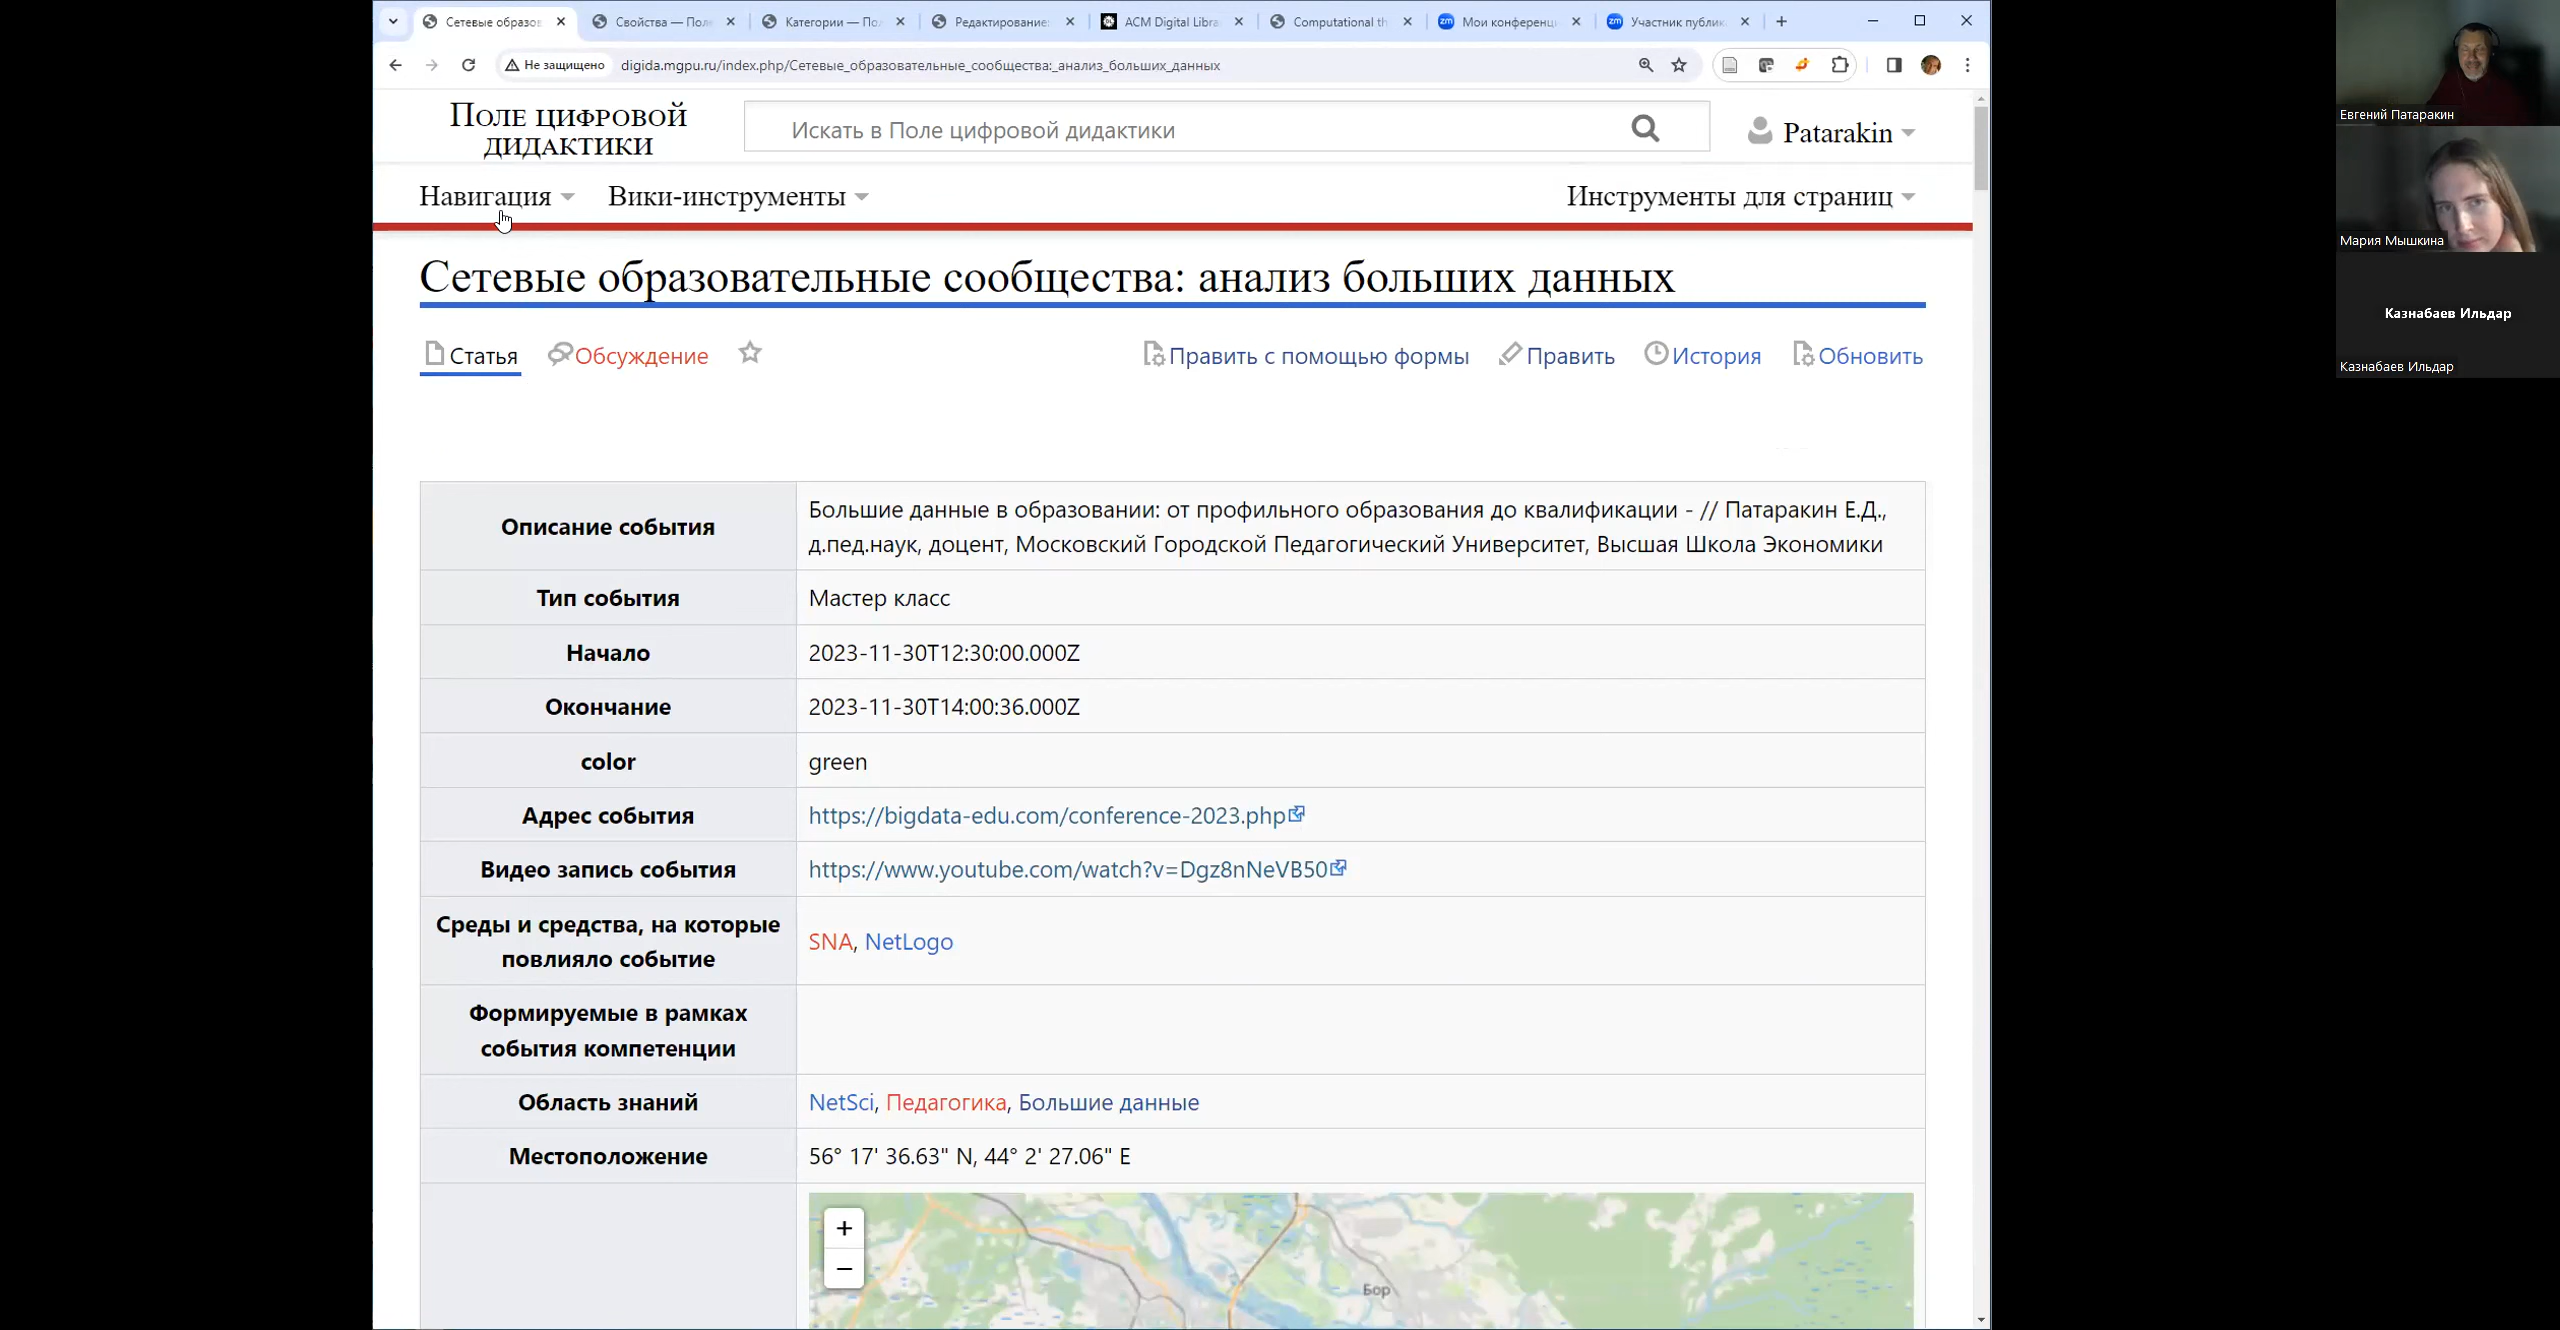 Сетевые образов
Свойства — Пол
Категории — По
Редактирование:
ACM Digital Libra
Computational th
Мои конференц
Участник публик
Не защищено
digida.mgpu.ru/index.php/Сетевые_образовательные_сообщества:_анализ_больших_данных
Поле цифровой
дидактики
Искать в Поле цифровой дидактики
Patarakin
Навигация
Вики-инструменты
Инструменты для страниц
Сетевые образовательные сообщества: анализ больших данных
Статья
Обсуждение
Править с помощью формы
Править
История
Обновить
Описание события
Большие данные в образовании: от профильного образования до квалификации - // Патаракин Е.Д.,
д.пед.наук, доцент, Московский Городской Педагогический Университет, Высшая Школа Экономики
Тип события
Мастер класс
Начало
2023-11-30T12:30:00.000Z
Окончание
2023-11-30T14:00:36.000Z
color
green
Адрес события
https://bigdata-edu.com/conference-2023.php
Видео запись события
https://www.youtube.com/watch?v=Dgz8nNeVB50
Среды и средства, на которые
повлияло событие
SNA, NetLogo
Формируемые в рамках
события компетенции
Область знаний
NetSci, Педагогика, Большие данные
Местоположение
56° 17' 36.63" N, 44° 2' 27.06" E
+
−
Бор
Евгений Патаракин
Мария Мышкина
Казнабаев Ильдар
Казнабаев Ильдар